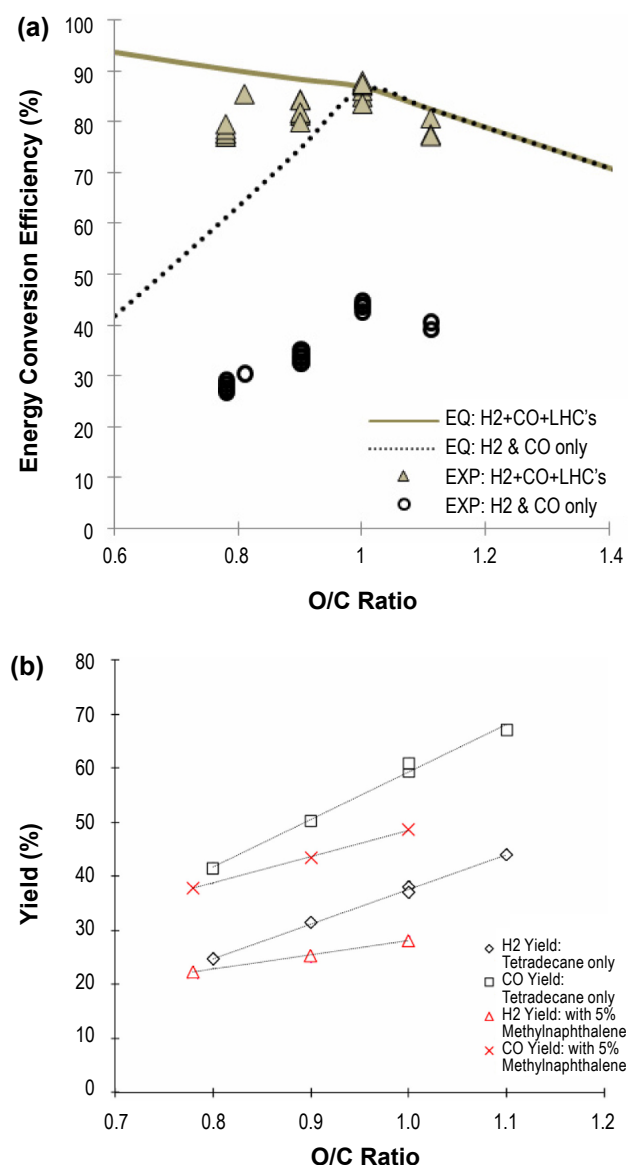 (a)
Energy Conversion Efficiency (%)
100
90
80
70
60
50
40
30
20
10
0
EQ: H2+CO+LHC's
EQ: H2 & CO only
EXP: H2+CO+LHC's
EXP: H2 & CO only
0.6
0.8
1
1.2
1.4
O/C Ratio
(b)
Yield (%)
80
70
60
50
40
30
20
10
0
H2 Yield:
Tetradecane only
CO Yield:
Tetradecane only
H2 Yield: with 5%
Methylnaphthalene
CO Yield: with 5%
Methylnaphthalene
0.7
0.8
0.9
1.0
1.1
1.2
O/C Ratio